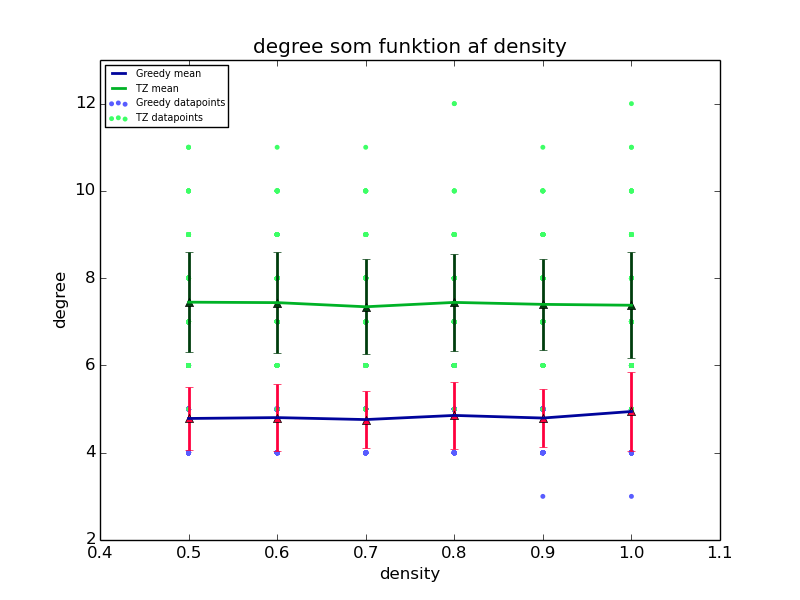 degree som funktion af density
Greedy mean
TZ mean
Greedy datapoints
TZ datapoints
12
10
8
6
4
2
degree
0.4 0.5 0.6 0.7 0.8 0.9 1.0 1.1
density